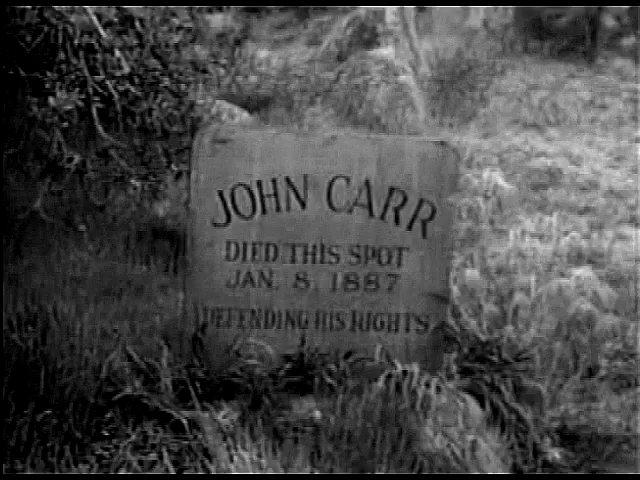 JOHN CARR
DIED THIS SPOT
JAN. 8. 1887
DEFENDING HIS RIGHTS